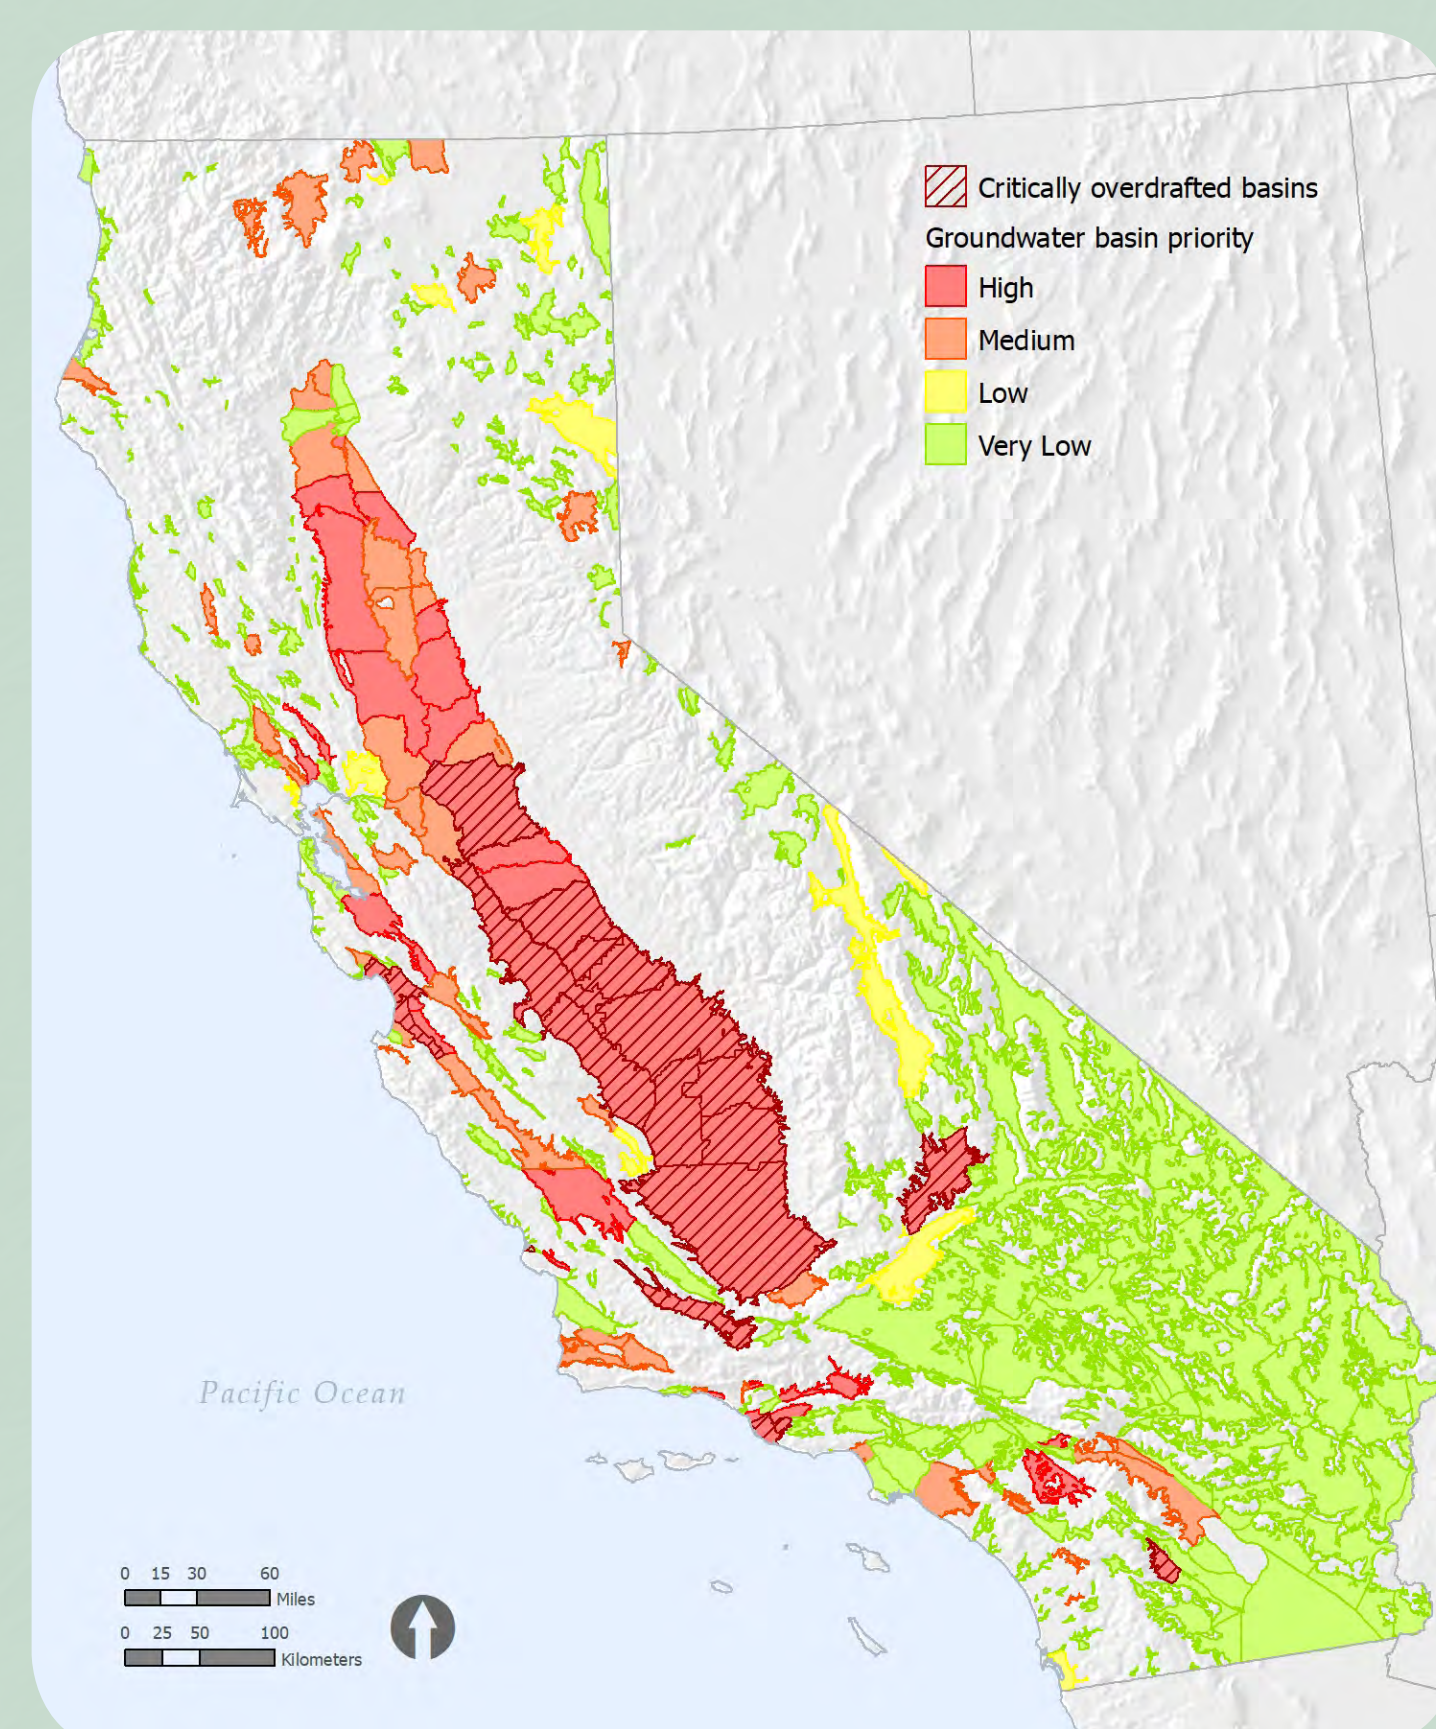 Critically overdrafted basins
Groundwater basin priority
High
Medium
Low
Very Low
Pacific Ocean
0 15 30 60
Miles
0 25 50 100
Kilometers